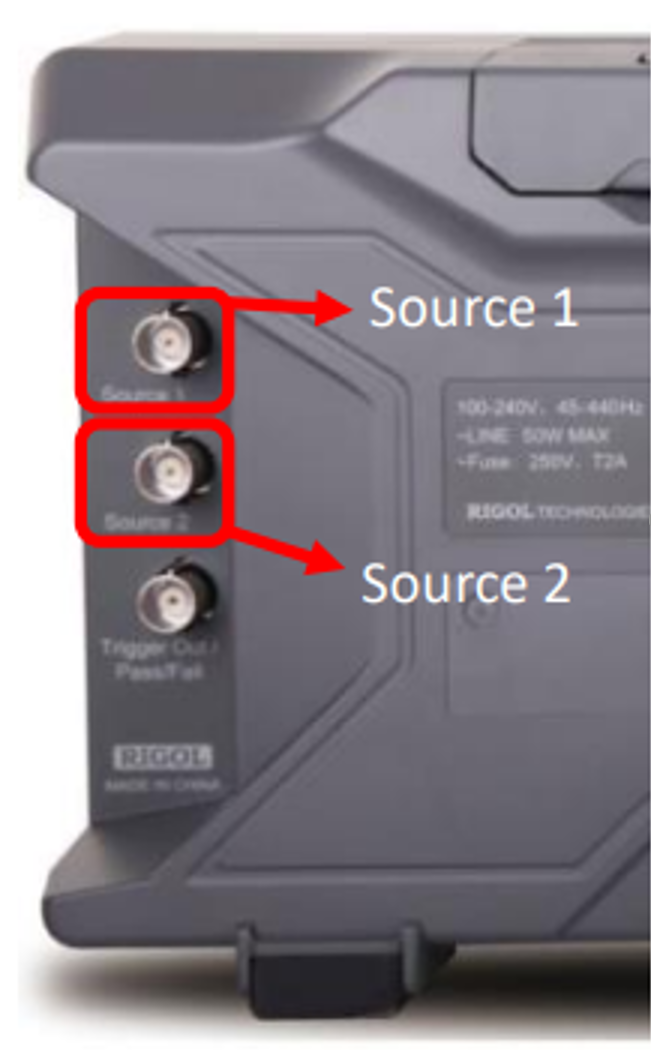 Source 1
Source 1
100-240V, 45-440Hz
~LINE 50W MAX
~Fuse 250V, T2A
RIGOL TECHNOLOGIE
Source 2
Source 2
Trigger Out /
Pass/Fail
RIGOL
MADE IN CHINA